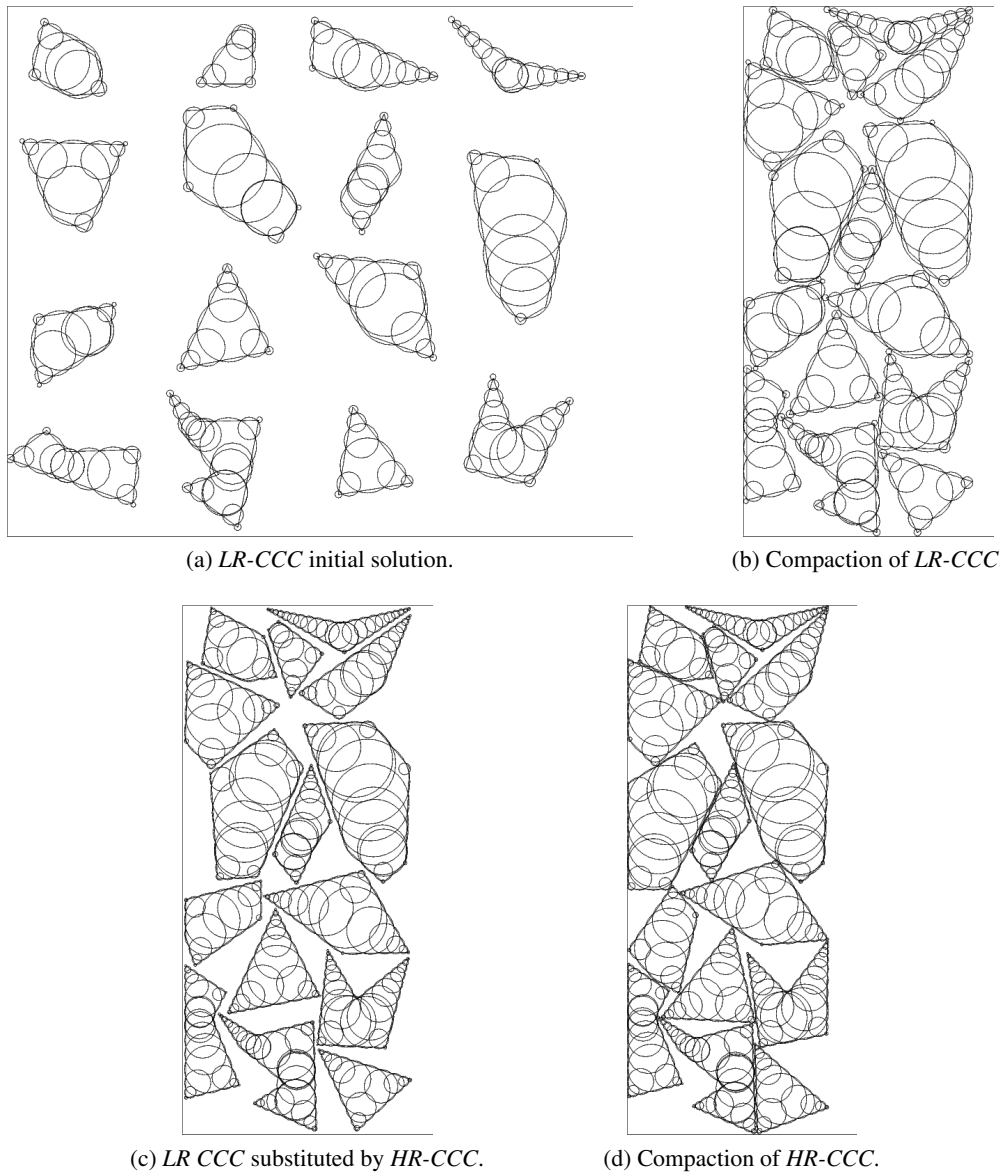 (a) LR-CCC initial solution.
(b) Compaction of LR-CCC
(c) LR CCC substituted by HR-CCC.
(d) Compaction of HR-CCC.